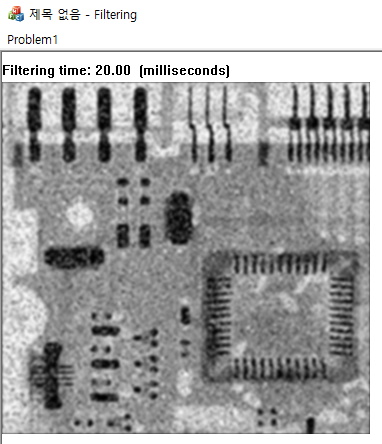 제목 없음 - Filtering
Problem1
Filtering time: 20.00 (milliseconds)